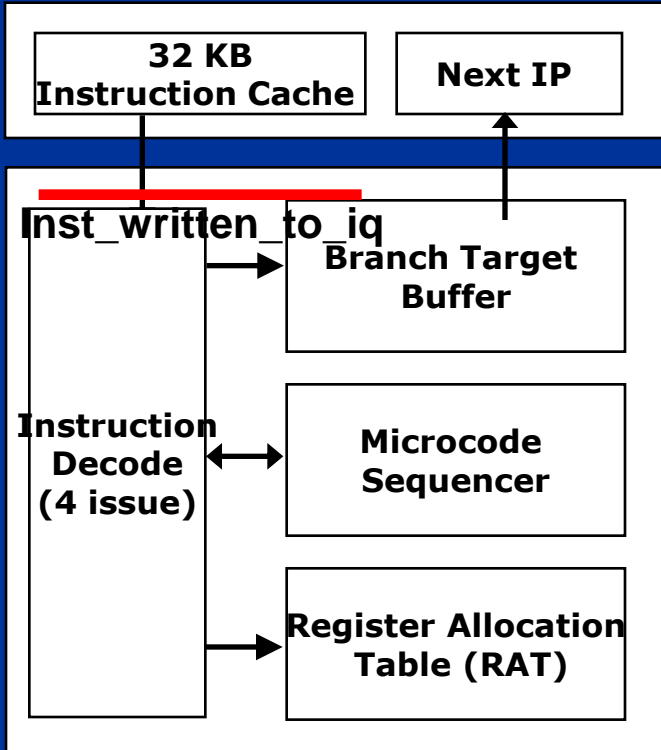 32 KB
Instruction Cache
Next IP
Inst_written_to_iq
Branch Target
Buffer
Instruction
Decode
(4 issue)
Microcode
Sequencer
Register Allocation
Table (RAT)